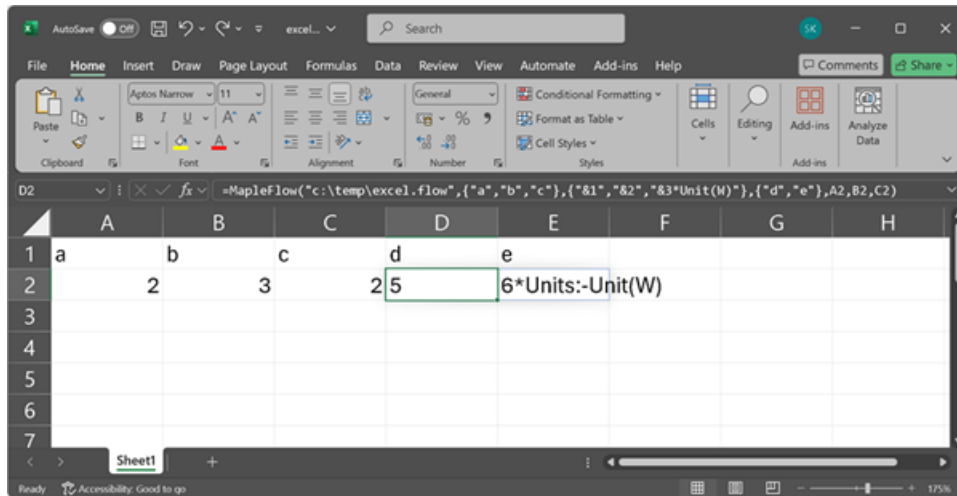 AutoSave Off excel... Search SK
File Home Insert Draw Page Layout Formulas Data Review View Automate Add-ins Help Comments Share
Paste Aptos Narrow 11 B I U A A A General % 9 Conditional Formatting Format as Table Cell Styles Cells Editing Add-ins Analyze Data
Clipboard Font Alignment Number Styles Add-ins
D2 fx =MapleFlow("c:\temp\excel.flow",{"a","b","c"},{"&1","&2","&3*Unit(W)"},{"d","e"},A2,B2,C2)
A B C D E F G H
1 a b c d e
2 2 3 2 5 6*Units:-Unit(W)
3
4
5
6
7
Sheet1 +
Ready Accessibility: Good to go - + 175%